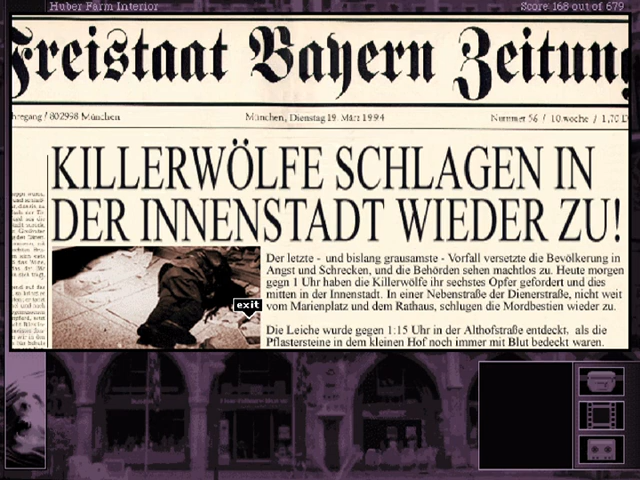 Huber Farm Interior
Score: 168 out of 679
Freistaat Bayern Zeitung
hrgang / 802998 München
München, Dienstag 19. März 1994
Nummer 56 / 10.woche / 1,70 D
KILLERWÖLFE SCHLAGEN IN
DER INNENSTADT WIEDER ZU!
Der letzte - und bislang grausamste - Vorfall versetzte die Bevölkerung in
Angst und Schrecken, und die Behörden sehen machtlos zu. Heute morgen
gegn 1 Uhr haben die Killerwölfe ihr sechstes Opfer gefordert und dies
mitten in der Innenstadt. In einer Nebenstraße der Dienerstraße, nicht weit
vom Marienplatz und dem Rathaus, schlugen die Mordbestien wieder zu.
exit
Die Leiche wurde gegen 1:15 Uhr in der Althofstraße entdeckt, als die
Pflastersteine in dem kleinen Hof noch immer mit Blut bedeckt waren.